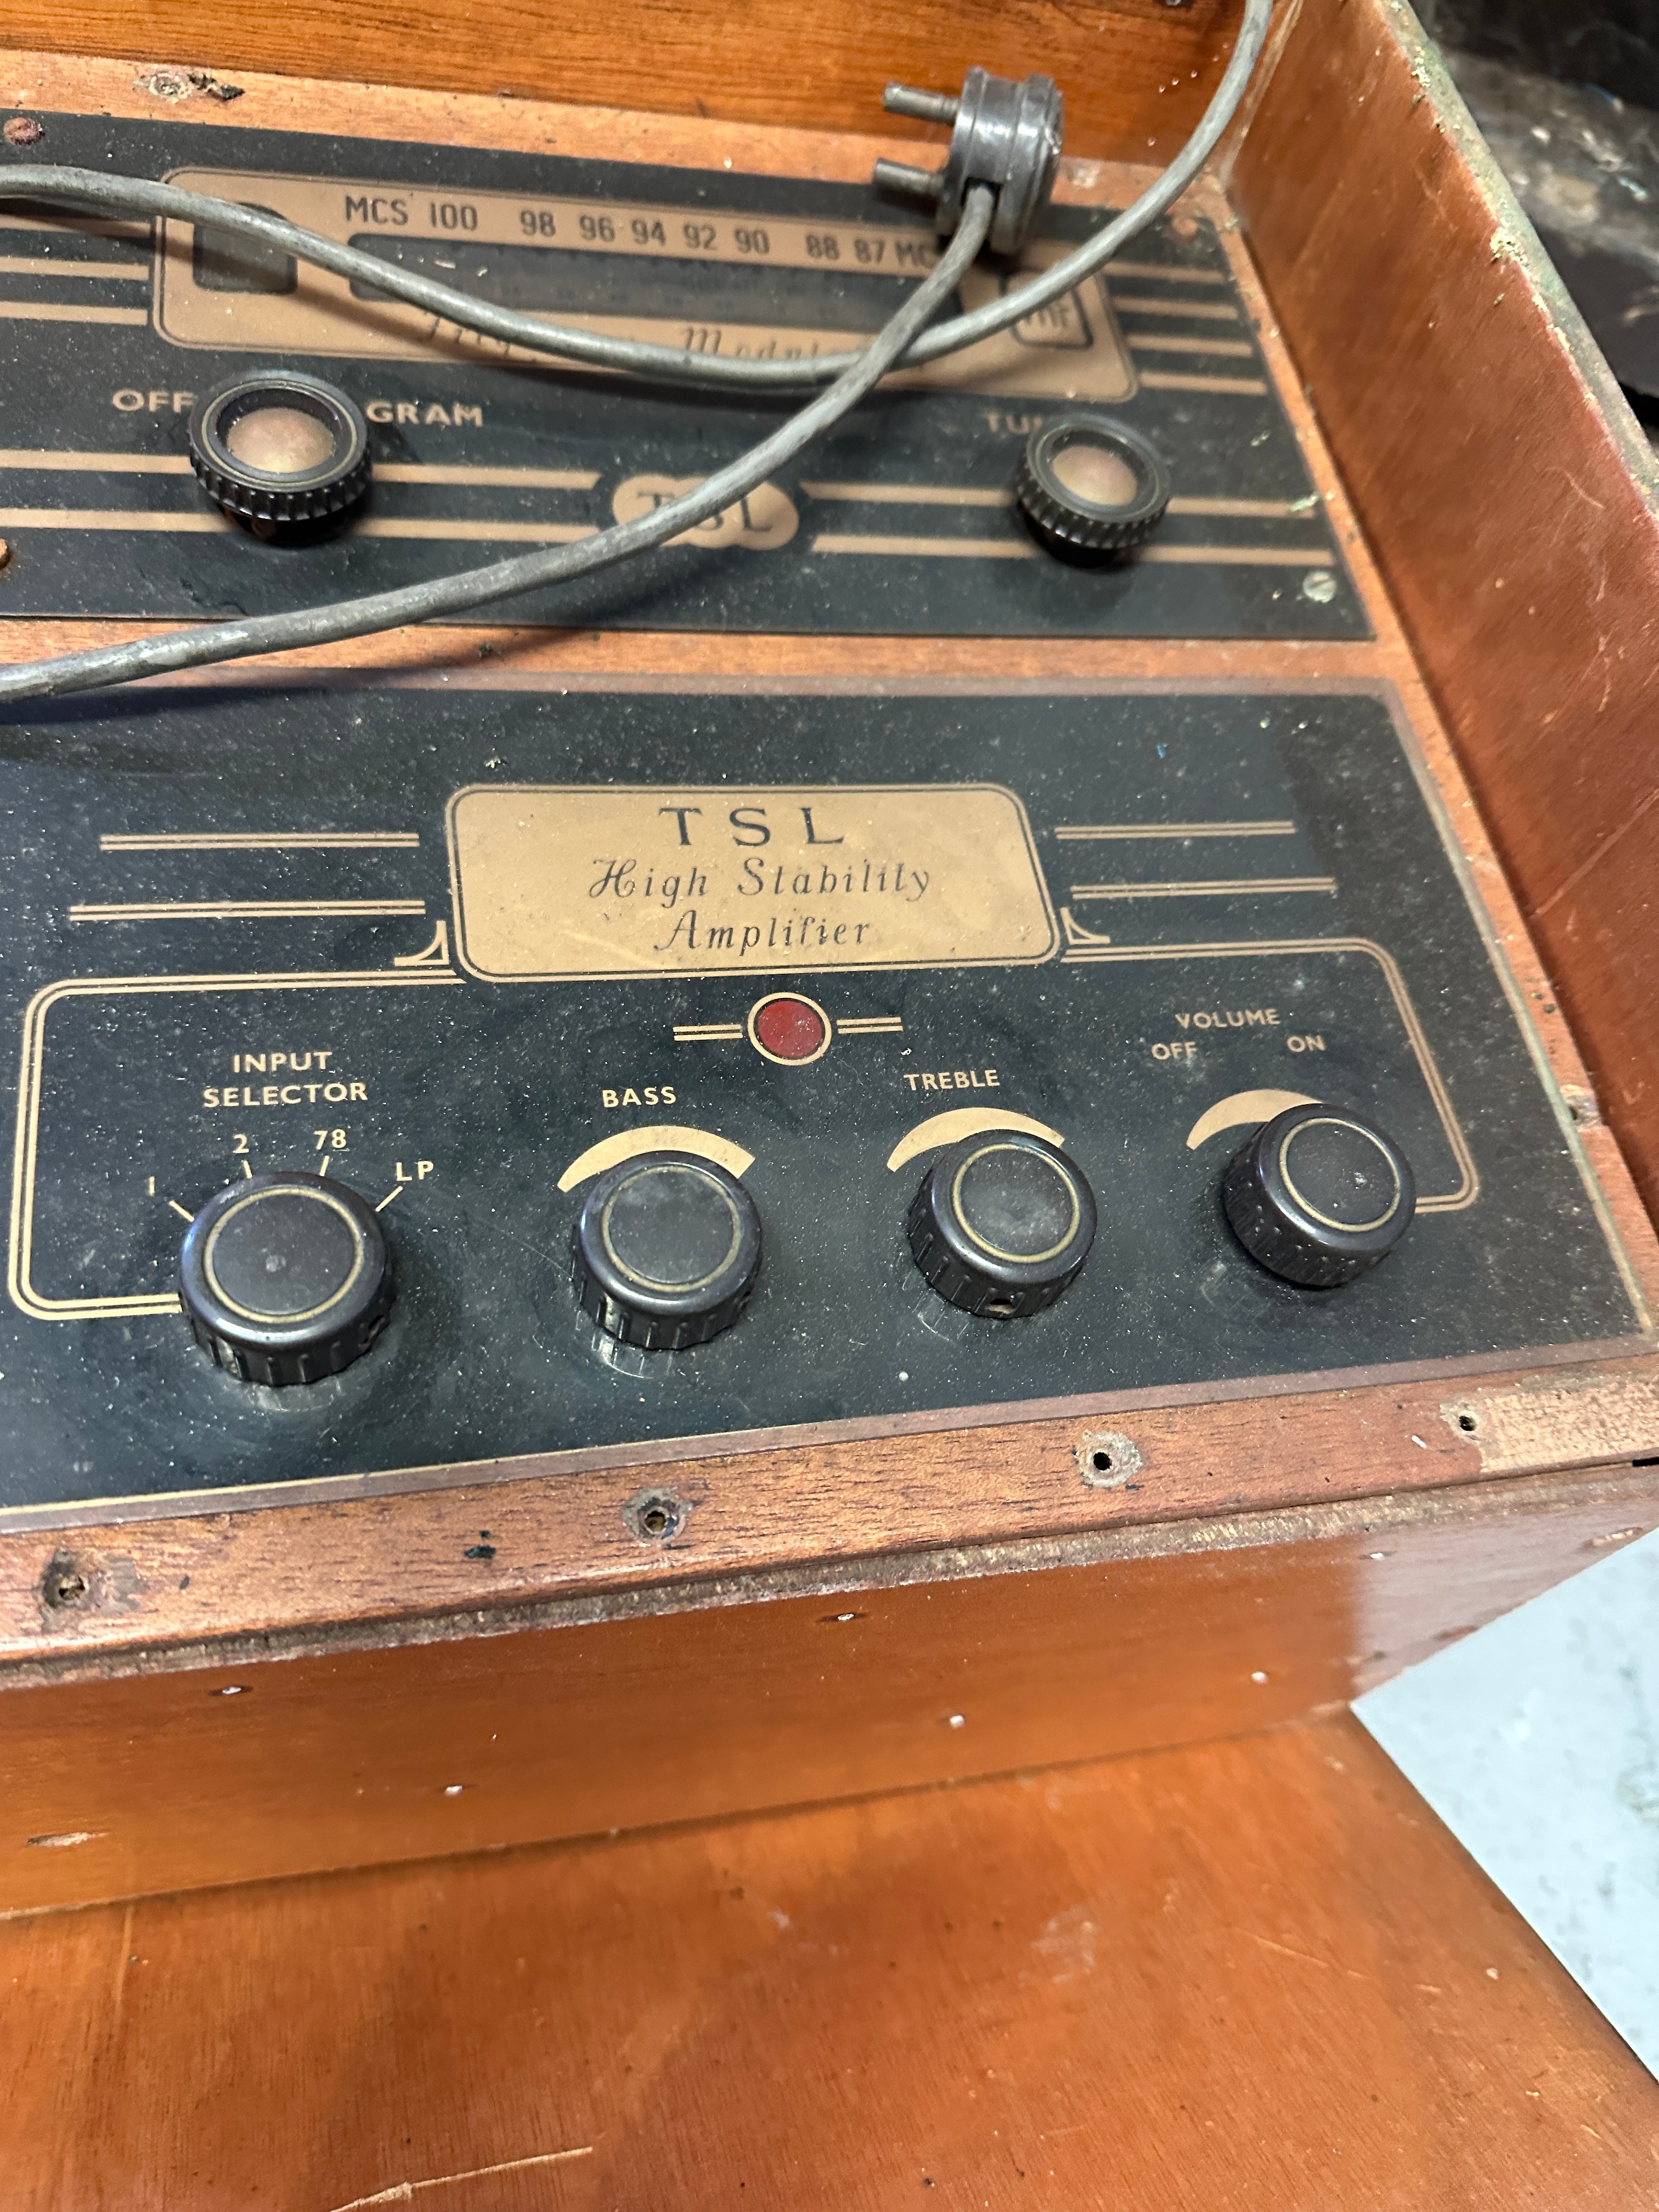 MCS 100 98 96 94 92 90 88 87
OFF GRAM
TSL
TSL
High Stability
Amplifier
VOLUME
OFF ON
INPUT
SELECTOR
BASS
TREBLE
1 2 78 LP